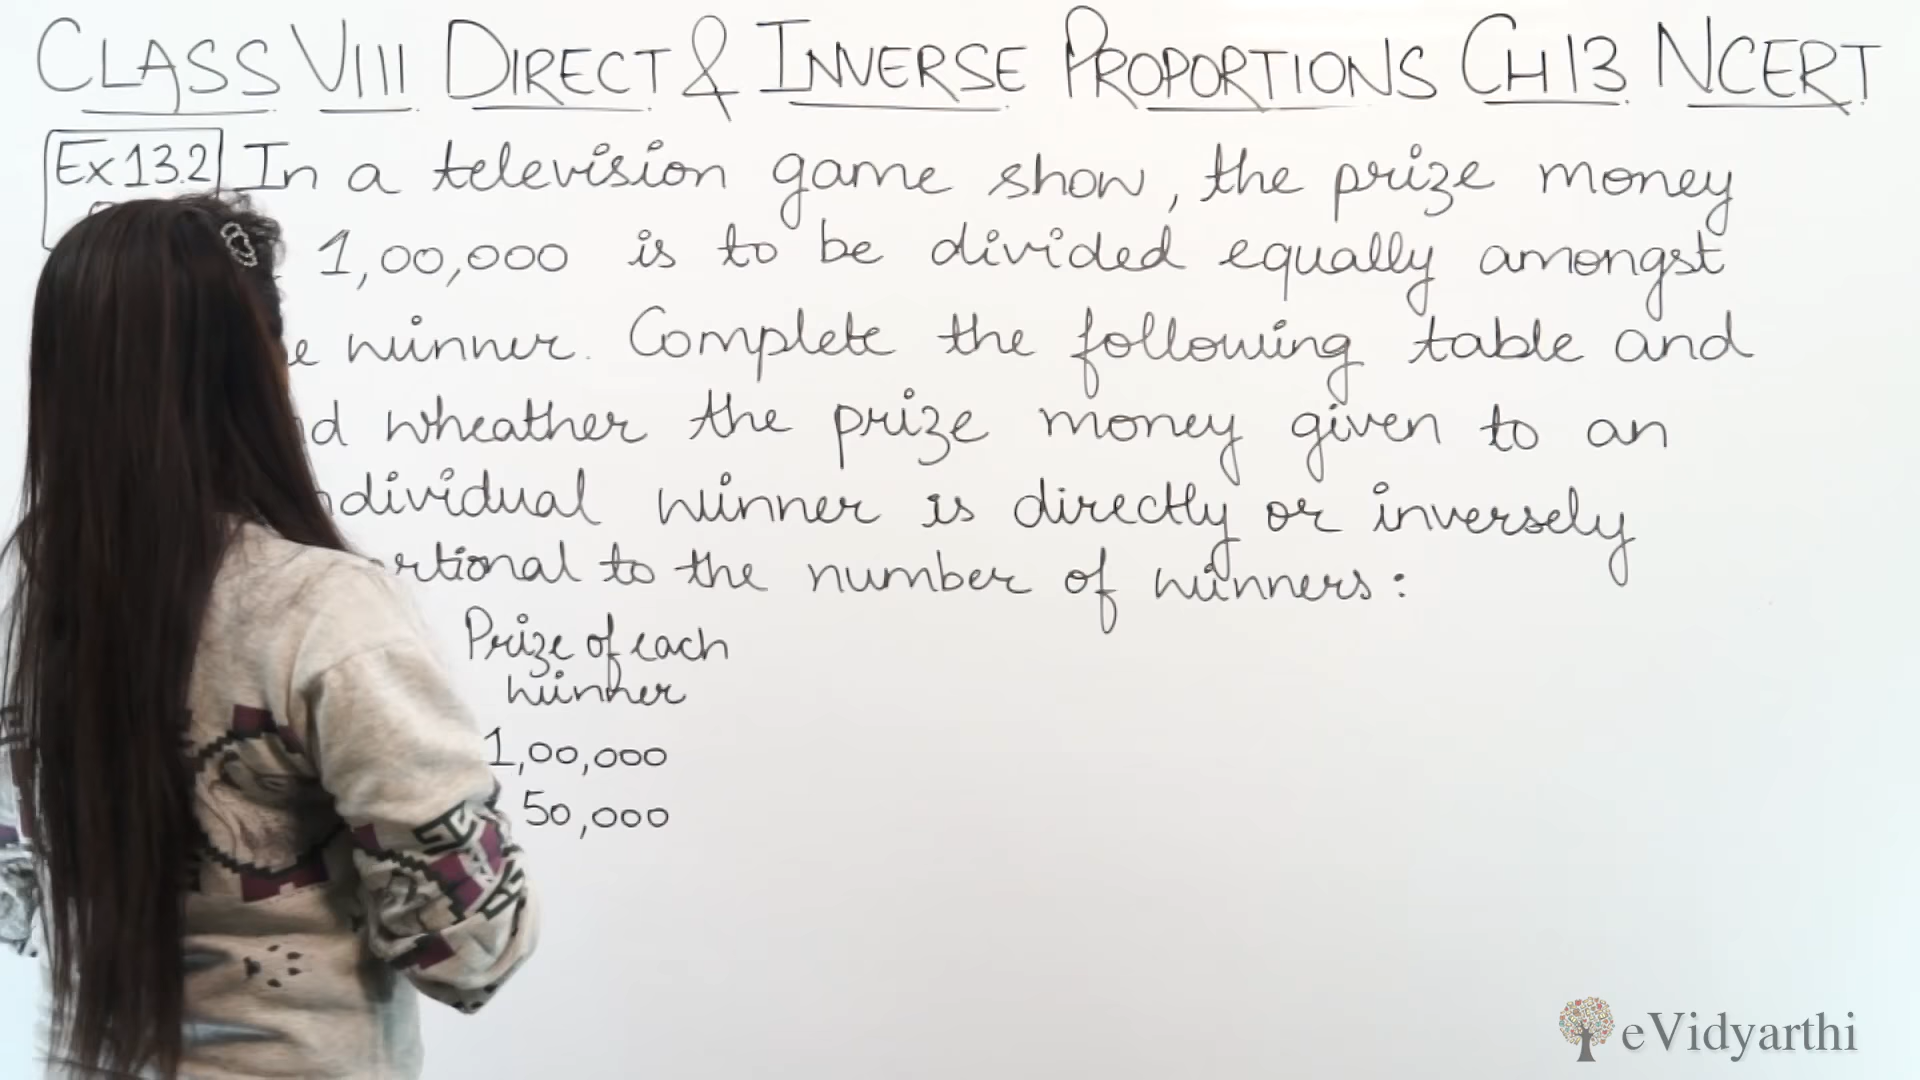 CLASS VIII DIRECT & INVERSE PROPORTIONS CH 13 NCERT
Ex 13.2 In a television game show, the prize money
1,00,000 is to be divided equally amongst
winner. Complete the following table and
wheather the prize money given to an
winner is directly or inversely
to the number of winners:
Prize of each
winner
1,00,000
50,000
eVidyarthi